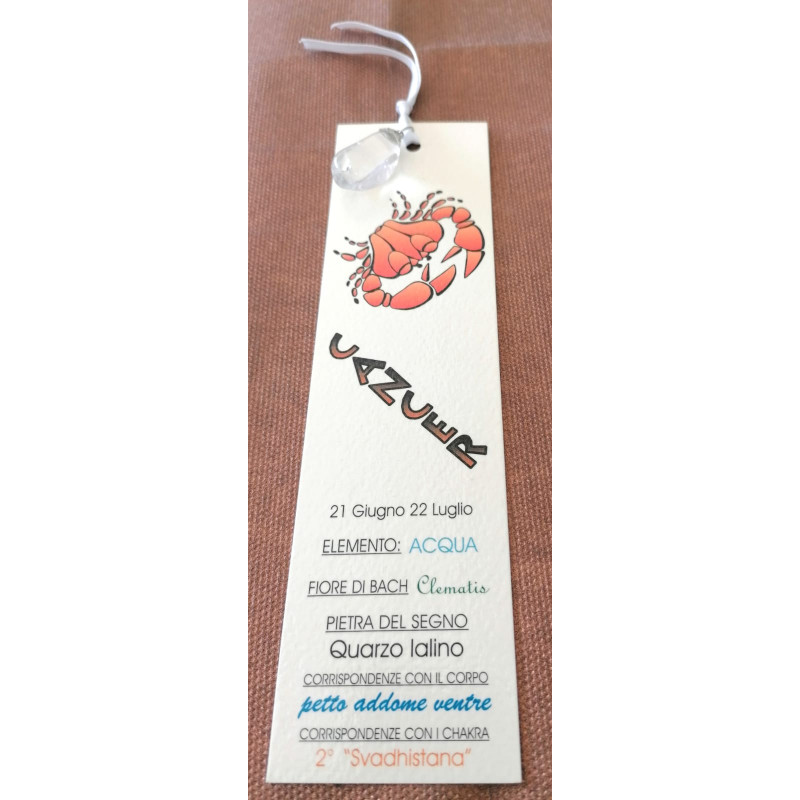 CANCER
21 Giugno 22 Luglio
ELEMENTO: ACQUA
FIORE DI BACH Clematis
PIETRA DEL SEGNO
Quarzo Ialino
CORRISPONDENZE CON IL CORPO
petto addome ventre
CORRISPONDENZE CON I CHAKRA
2° "Svadhistana"